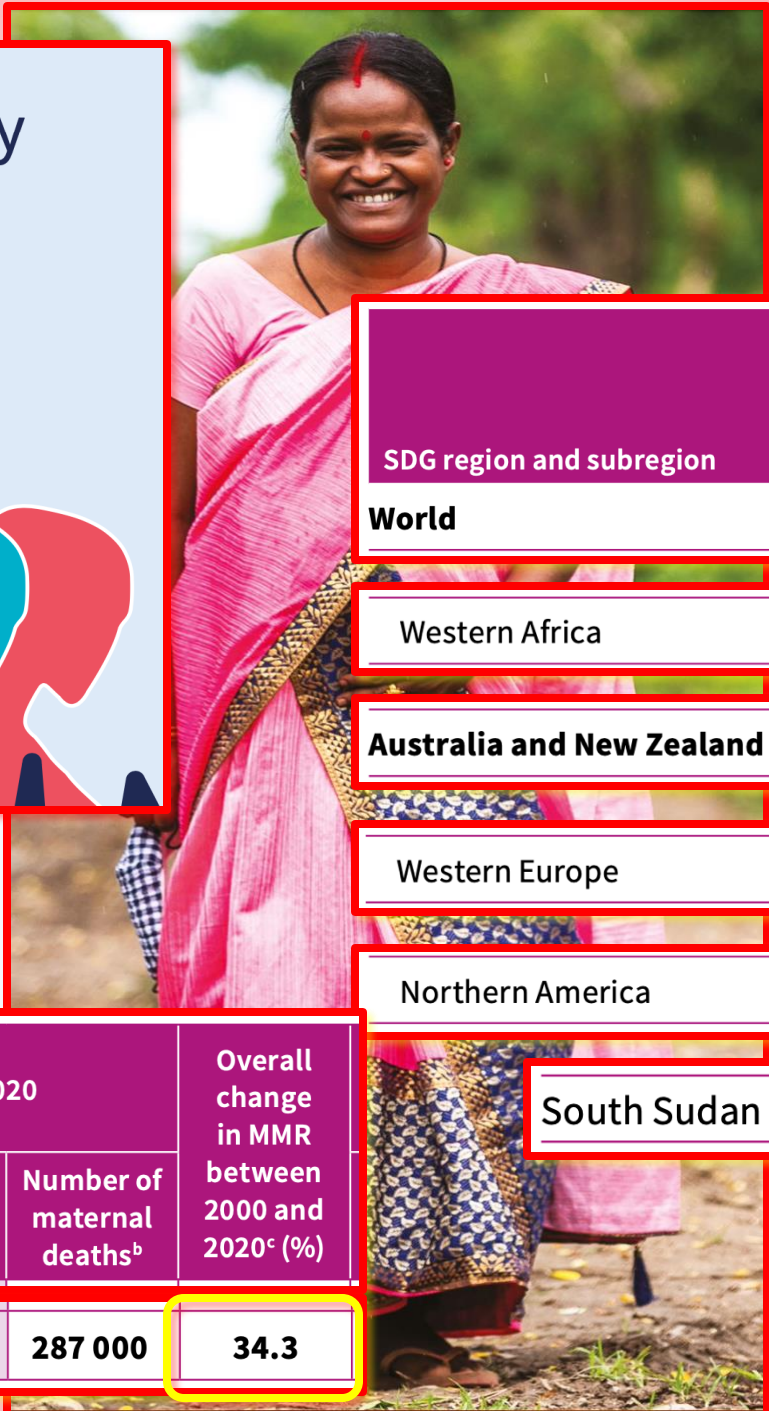 y
SDG region and subregion
World
Western Africa
Australia and New Zealand
Western Europe
Northern America
South Sudan
020
Overall
change
in MMR
between
2000 and
2020ᶜ (%)
Number of
maternal
deathsᵇ
287 000
34.3